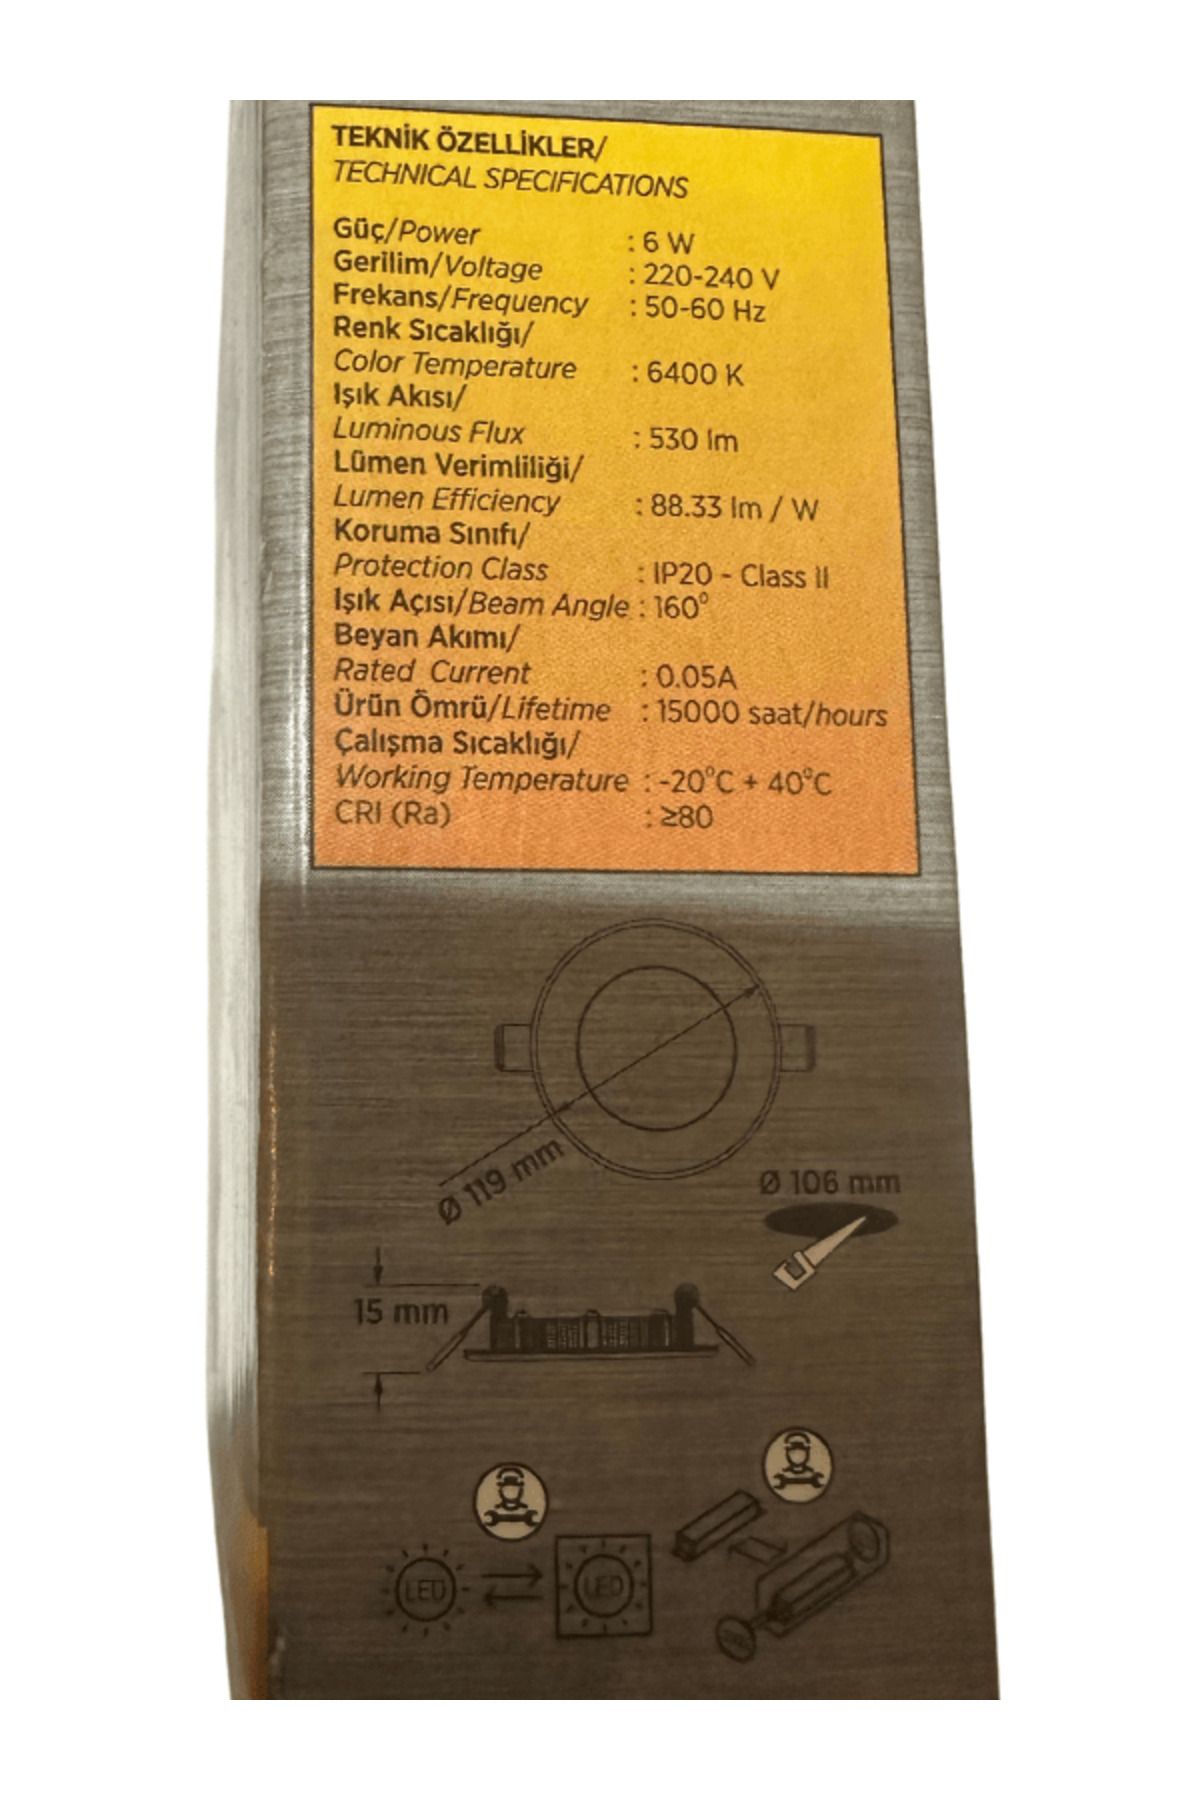 TEKNİK ÖZELLİKLER/
TECHNICAL SPECIFICATIONS
Güç/Power : 6 W
Gerilim/Voltage : 220-240 V
Frekans/Frequency : 50-60 Hz
Renk Sıcaklığı/
Color Temperature : 6400 K
Işık Akısı/
Luminous Flux : 530 lm
Lümen Verimliliği/
Lumen Efficiency : 88.33 lm / W
Koruma Sınıfı/
Protection Class : IP20 - Class II
Işık Açısı/Beam Angle : 160°
Beyan Akımı/
Rated Current : 0.05A
Ürün Ömrü/Lifetime : 15000 saat/hours
Çalışma Sıcaklığı/
Working Temperature : -20°C + 40°C
CRI (Ra) : ≥80
Ø 119 mm
Ø 106 mm
15 mm
LED
LED